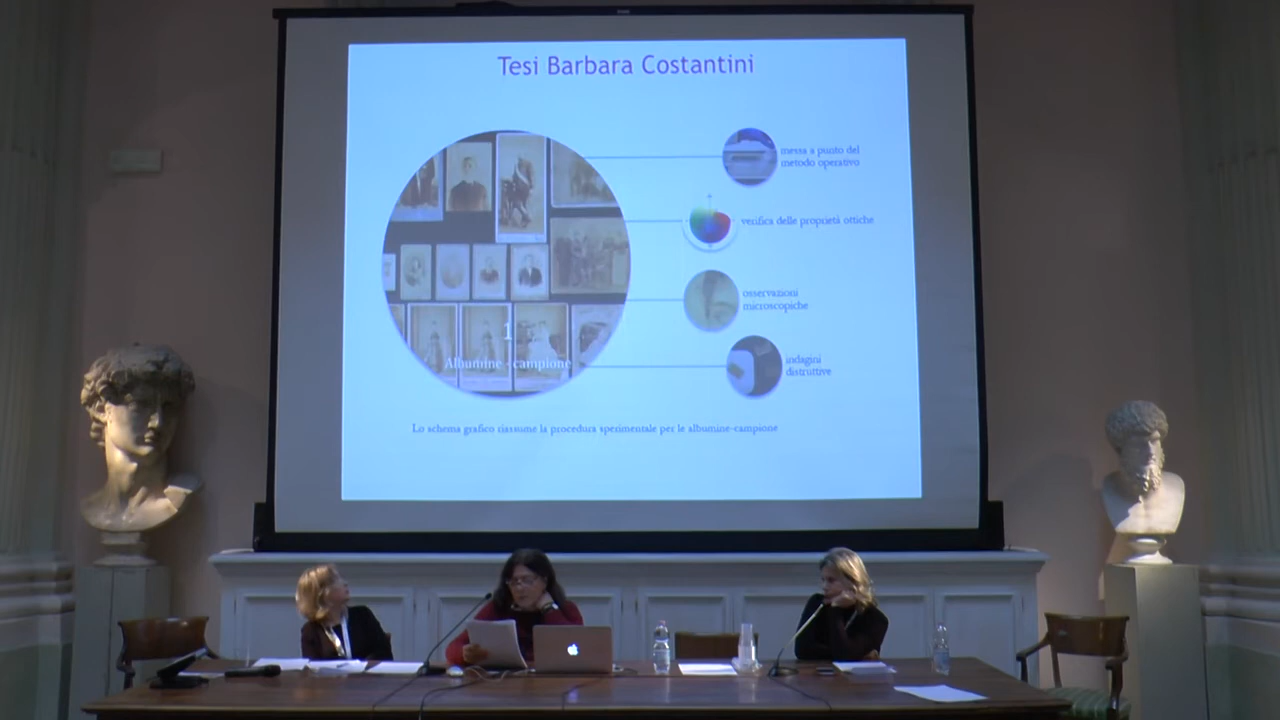 Tesi Barbara Costantini
messa a punto del
metodo operativo
verifica delle proprietà ottiche
osservazioni
microscopiche
1
Albumine - campione
indagini
distruttive
Lo schema grafico riassume la procedura sperimentale per le albumine-campione